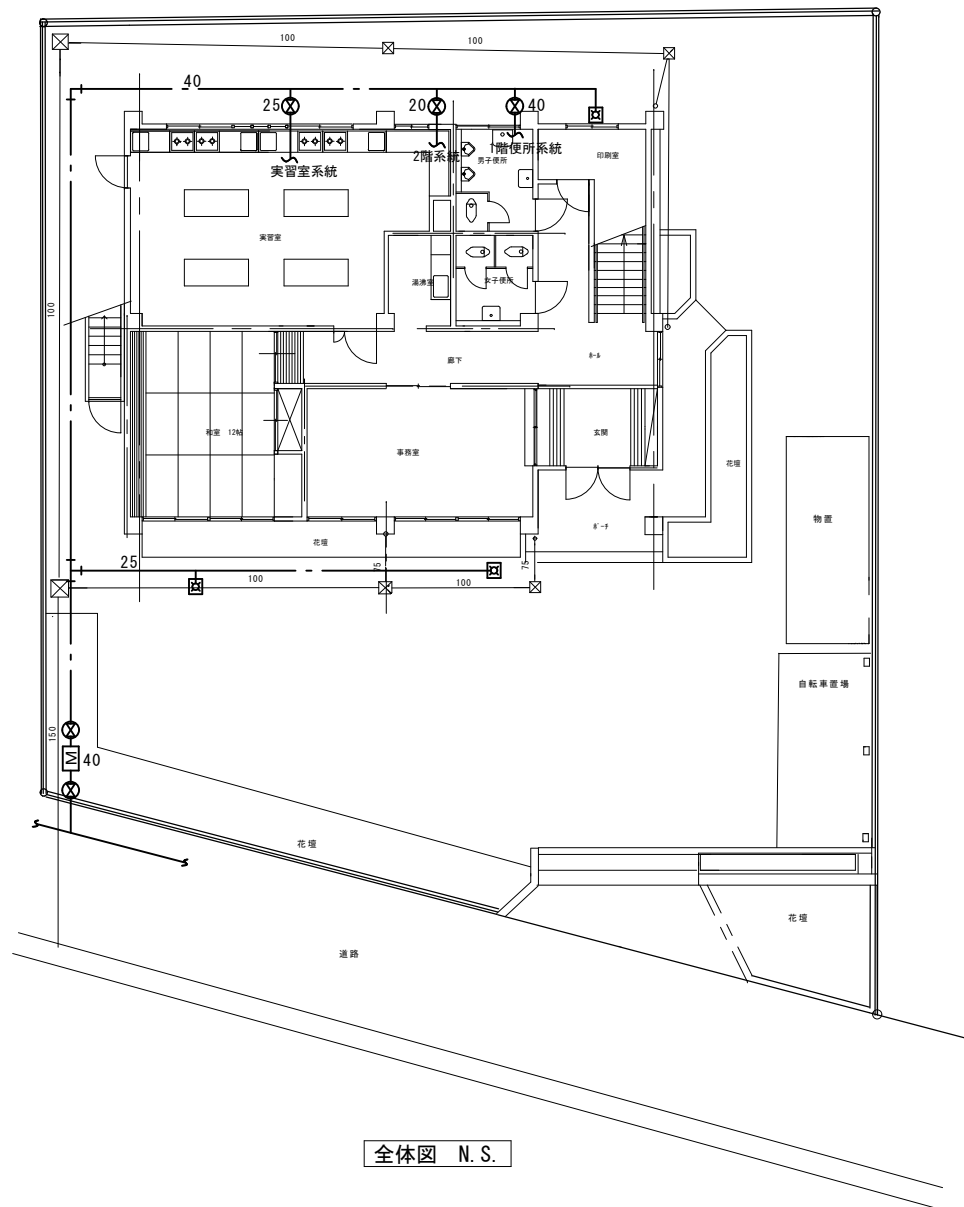 100
100
40
25
20
40
2階系統
1階便所系統
実習室系統
男子便所
印刷室
実習室
湯沸室
女子便所
100
廊下
ホール
和室 12帖
事務室
玄関
花壇
物置
ポーチ
花壇
25
75
75
100
100
自転車置場
150
M
40
花壇
花壇
道路
全体図 N.S.